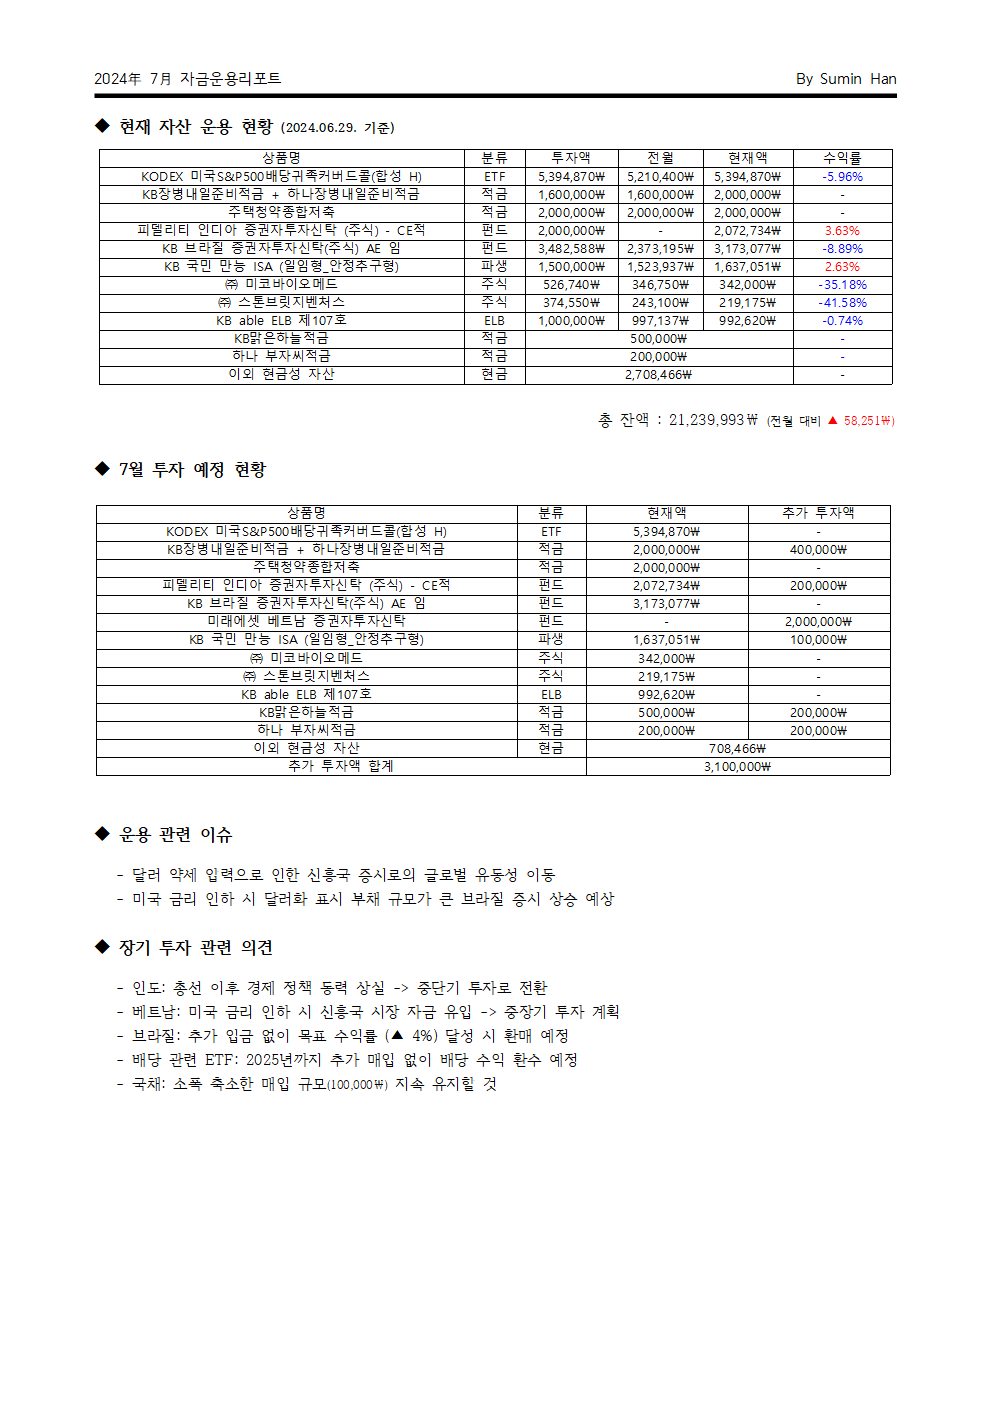 2024年 7月 자금운용리포트 By Sumin Han
◆ 현재 자산 운용 현황 (2024.06.29. 기준)
상품명 분류 투자액 전월 현재액 수익률
KODEX 미국S&P500배당귀족커버드콜(합성 H) ETF 5,394,870₩ 5,210,400₩ 5,394,870₩ -5.96%
KB장병내일준비적금 + 하나장병내일준비적금 적금 1,600,000₩ 1,600,000₩ 2,000,000₩ -
주택청약종합저축 적금 2,000,000₩ 2,000,000₩ 2,000,000₩ -
피델리티 인디아 증권자투자신탁 (주식) - CE적 펀드 2,000,000₩ - 2,072,734₩ 3.63%
KB 브라질 증권자투자신탁(주식) AE 임 펀드 3,482,588₩ 2,373,195₩ 3,173,077₩ -8.89%
KB 국민 만능 ISA (일임형_안정추구형) 파생 1,500,000₩ 1,523,937₩ 1,637,051₩ 2.63%
㈜ 미코바이오메드 주식 526,740₩ 346,750₩ 342,000₩ -35.18%
㈜ 스톤브릿지벤처스 주식 374,550₩ 243,100₩ 219,175₩ -41.58%
KB able ELB 제107호 ELB 1,000,000₩ 997,137₩ 992,620₩ -0.74%
KB맑은하늘적금 적금 500,000₩ -
하나 부자씨적금 적금 200,000₩ -
이외 현금성 자산 현금 2,708,466₩ -
총 잔액 : 21,239,993₩ (전월 대비 ▲ 58,251₩)
◆ 7월 투자 예정 현황
상품명 분류 현재액 추가 투자액
KODEX 미국S&P500배당귀족커버드콜(합성 H) ETF 5,394,870₩ -
KB장병내일준비적금 + 하나장병내일준비적금 적금 2,000,000₩ 400,000₩
주택청약종합저축 적금 2,000,000₩ -
피델리티 인디아 증권자투자신탁 (주식) - CE적 펀드 2,072,734₩ 200,000₩
KB 브라질 증권자투자신탁(주식) AE 임 펀드 3,173,077₩ -
미래에셋 베트남 증권자투자신탁 펀드 - 2,000,000₩
KB 국민 만능 ISA (일임형_안정추구형) 파생 1,637,051₩ 100,000₩
㈜ 미코바이오메드 주식 342,000₩ -
㈜ 스톤브릿지벤처스 주식 219,175₩ -
KB able ELB 제107호 ELB 992,620₩ -
KB맑은하늘적금 적금 500,000₩ 200,000₩
하나 부자씨적금 적금 200,000₩ 200,000₩
이외 현금성 자산 현금 708,466₩
추가 투자액 합계 3,100,000₩
◆ 운용 관련 이슈
- 달러 약세 입력으로 인한 신흥국 증시로의 글로벌 유동성 이동
- 미국 금리 인하 시 달러화 표시 부채 규모가 큰 브라질 증시 상승 예상
◆ 장기 투자 관련 의견
- 인도: 총선 이후 경제 정책 동력 상실 -> 중단기 투자로 전환
- 베트남: 미국 금리 인하 시 신흥국 시장 자금 유입 -> 중장기 투자 계획
- 브라질: 추가 입금 없이 목표 수익률 (▲ 4%) 달성 시 환매 예정
- 배당 관련 ETF: 2025년까지 추가 매입 없이 배당 수익 환수 예정
- 국채: 소폭 축소한 매입 규모(100,000₩) 지속 유지힐 것